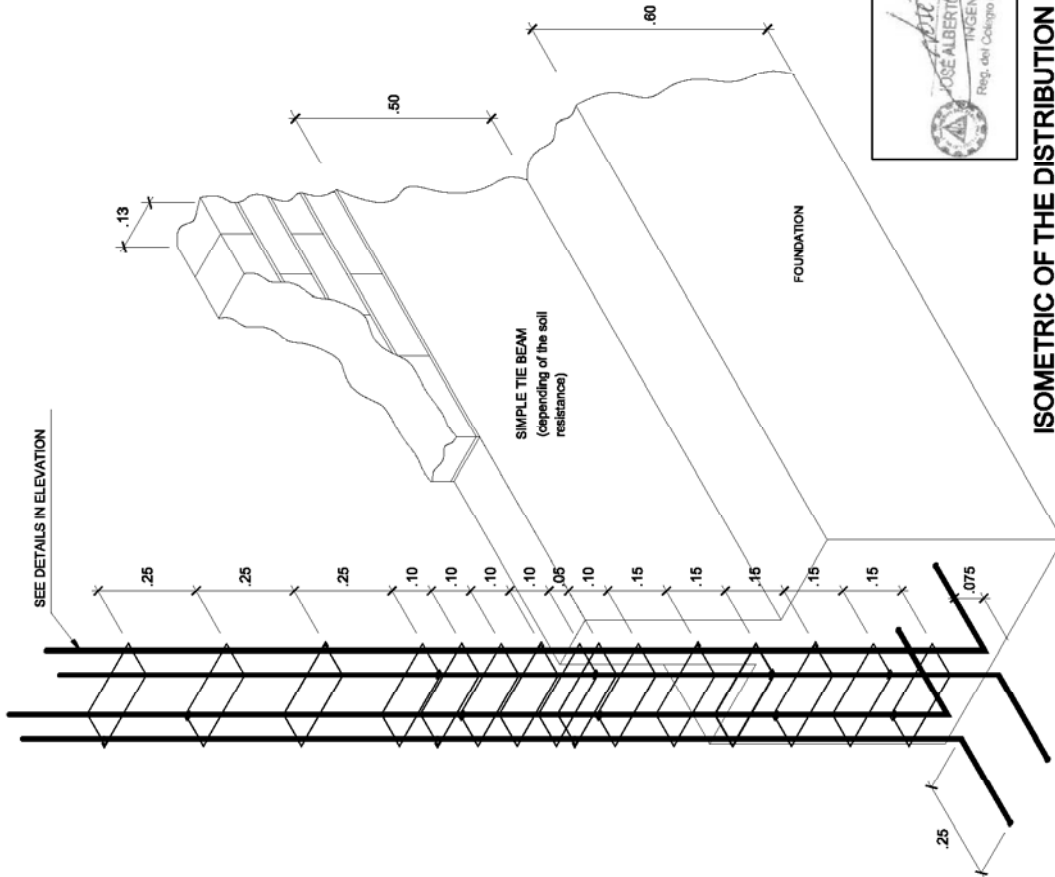 SEE DETAILS IN ELEVATION
.13
.50
.60
.25
.25
.25
.10
.10
.10
.10
.05
.10
.15
.15
.15
.15
.15
.075
.25
SIMPLE TIE BEAM
(depending of the soil
resistance)
FOUNDATION
JOSÉ ALBERTO
INGEN
Reg. del Colegio
ISOMETRIC OF THE DISTRIBUTION